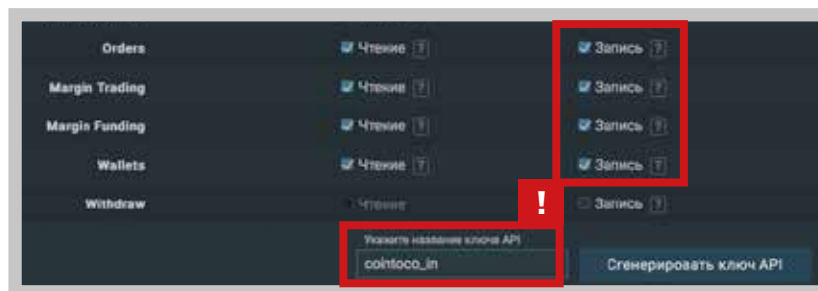 Orders Чтение ? Запись ?
Margin Trading Чтение ? Запись ?
Margin Funding Чтение ? Запись ?
Wallets Чтение ? Запись ?
Withdraw Чтение Запись ?
!
Укажите название ключа API
cointoco_in Сгенерировать ключ API